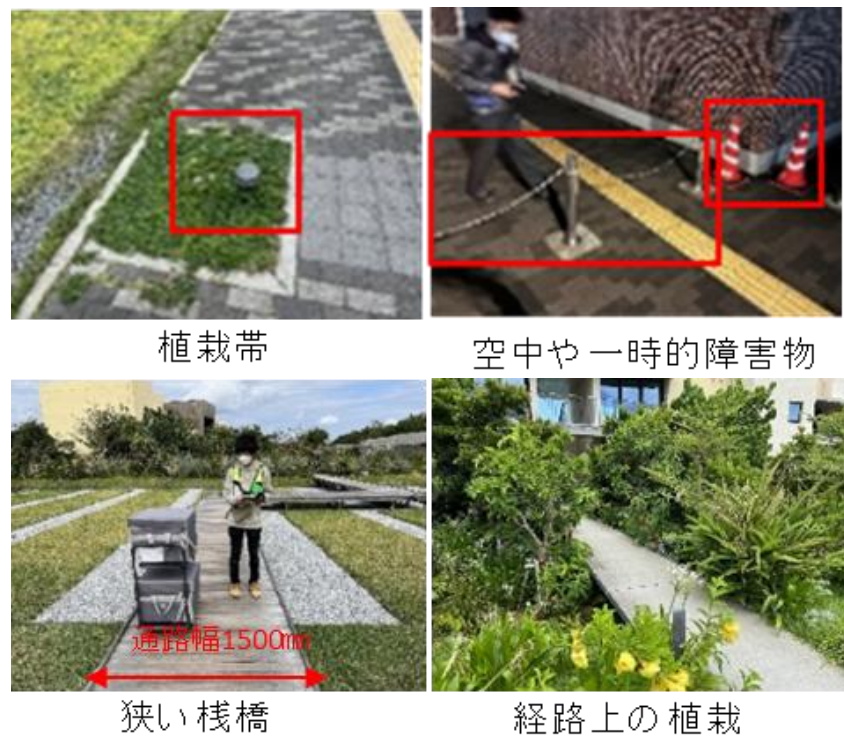 植栽帯
空中や一時的障害物
通路幅1500mm
狭い桟橋
経路上の植栽